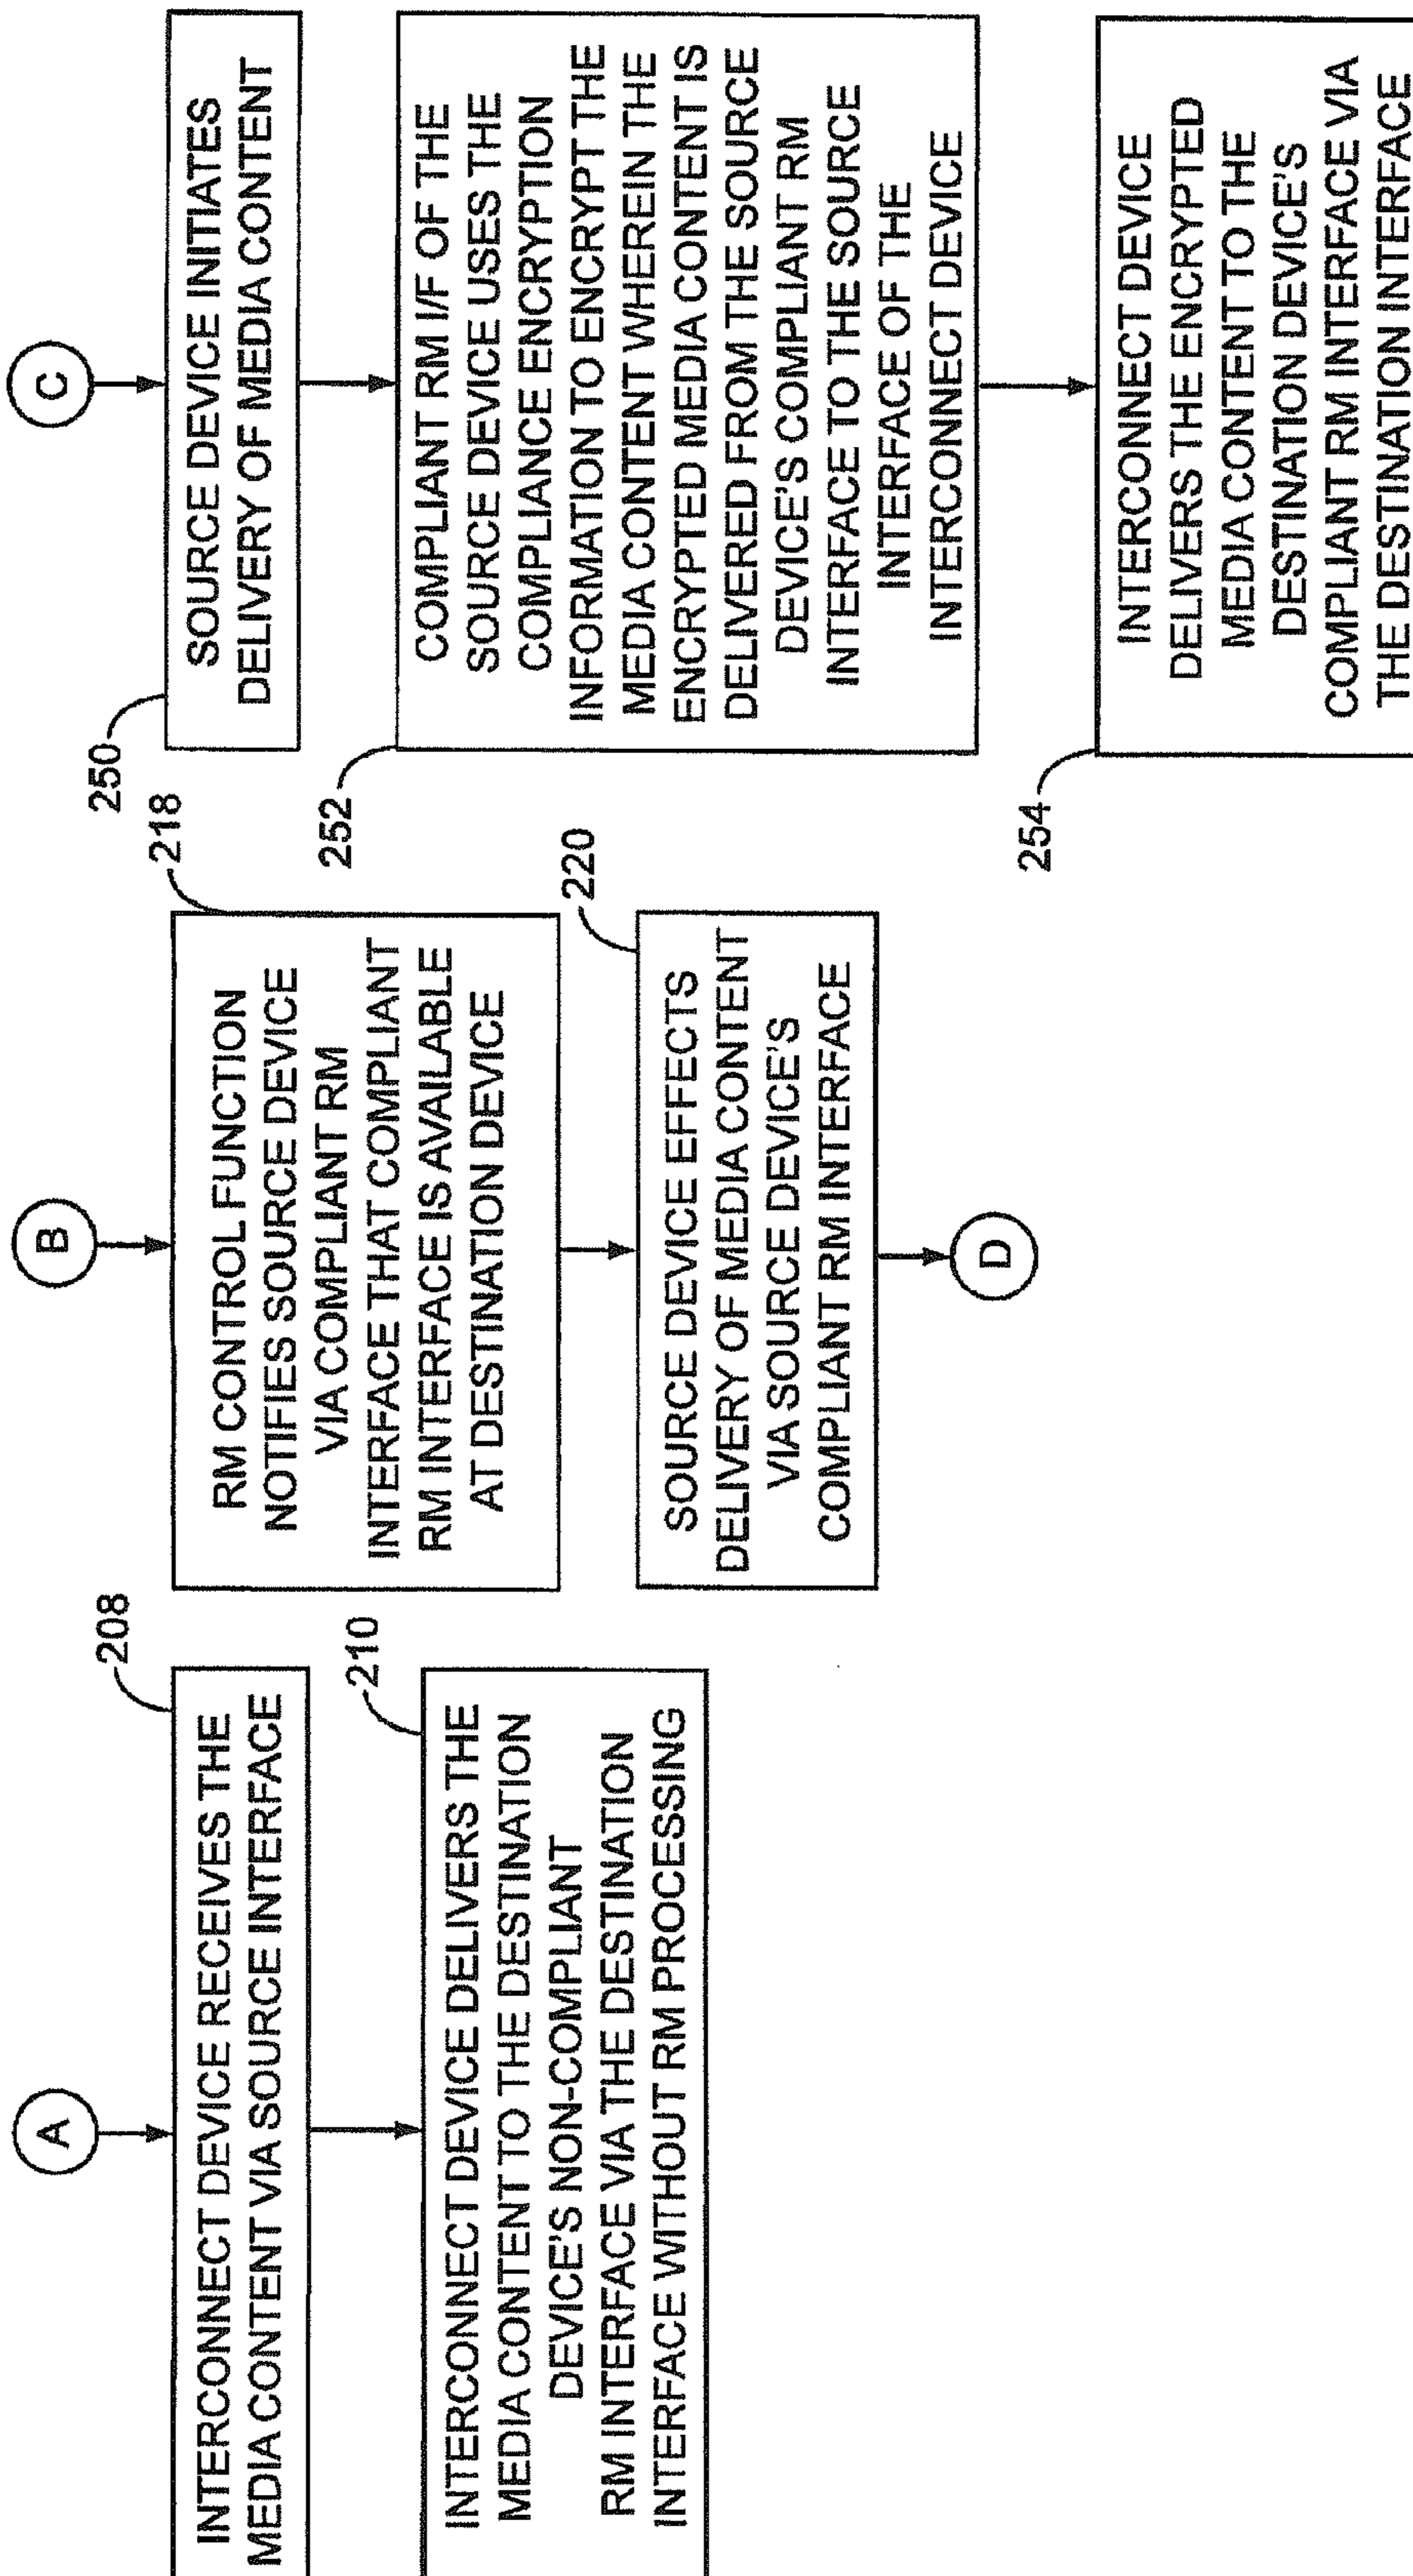 A
208
INTERCONNECT DEVICE RECEIVES THE
MEDIA CONTENT VIA SOURCE INTERFACE
210
INTERCONNECT DEVICE DELIVERS THE
MEDIA CONTENT TO THE DESTINATION
DEVICE'S NON-COMPLIANT
RM INTERFACE VIA THE DESTINATION
INTERFACE WITHOUT RM PROCESSING
B
218
RM CONTROL FUNCTION
NOTIFIES SOURCE DEVICE
VIA COMPLIANT RM
INTERFACE THAT COMPLIANT
RM INTERFACE IS AVAILABLE
AT DESTINATION DEVICE
220
SOURCE DEVICE EFFECTS
DELIVERY OF MEDIA CONTENT
VIA SOURCE DEVICE'S
COMPLIANT RM INTERFACE
D
C
250
SOURCE DEVICE INITIATES
DELIVERY OF MEDIA CONTENT
252
COMPLIANT RM I/F OF THE
SOURCE DEVICE USES THE
COMPLIANCE ENCRYPTION
INFORMATION TO ENCRYPT THE
MEDIA CONTENT WHEREIN THE
ENCRYPTED MEDIA CONTENT IS
DELIVERED FROM THE SOURCE
DEVICE'S COMPLIANT RM
INTERFACE TO THE SOURCE
INTERFACE OF THE
INTERCONNECT DEVICE
254
INTERCONNECT DEVICE
DELIVERS THE ENCRYPTED
MEDIA CONTENT TO THE
DESTINATION DEVICE'S
COMPLIANT RM INTERFACE VIA
THE DESTINATION INTERFACE